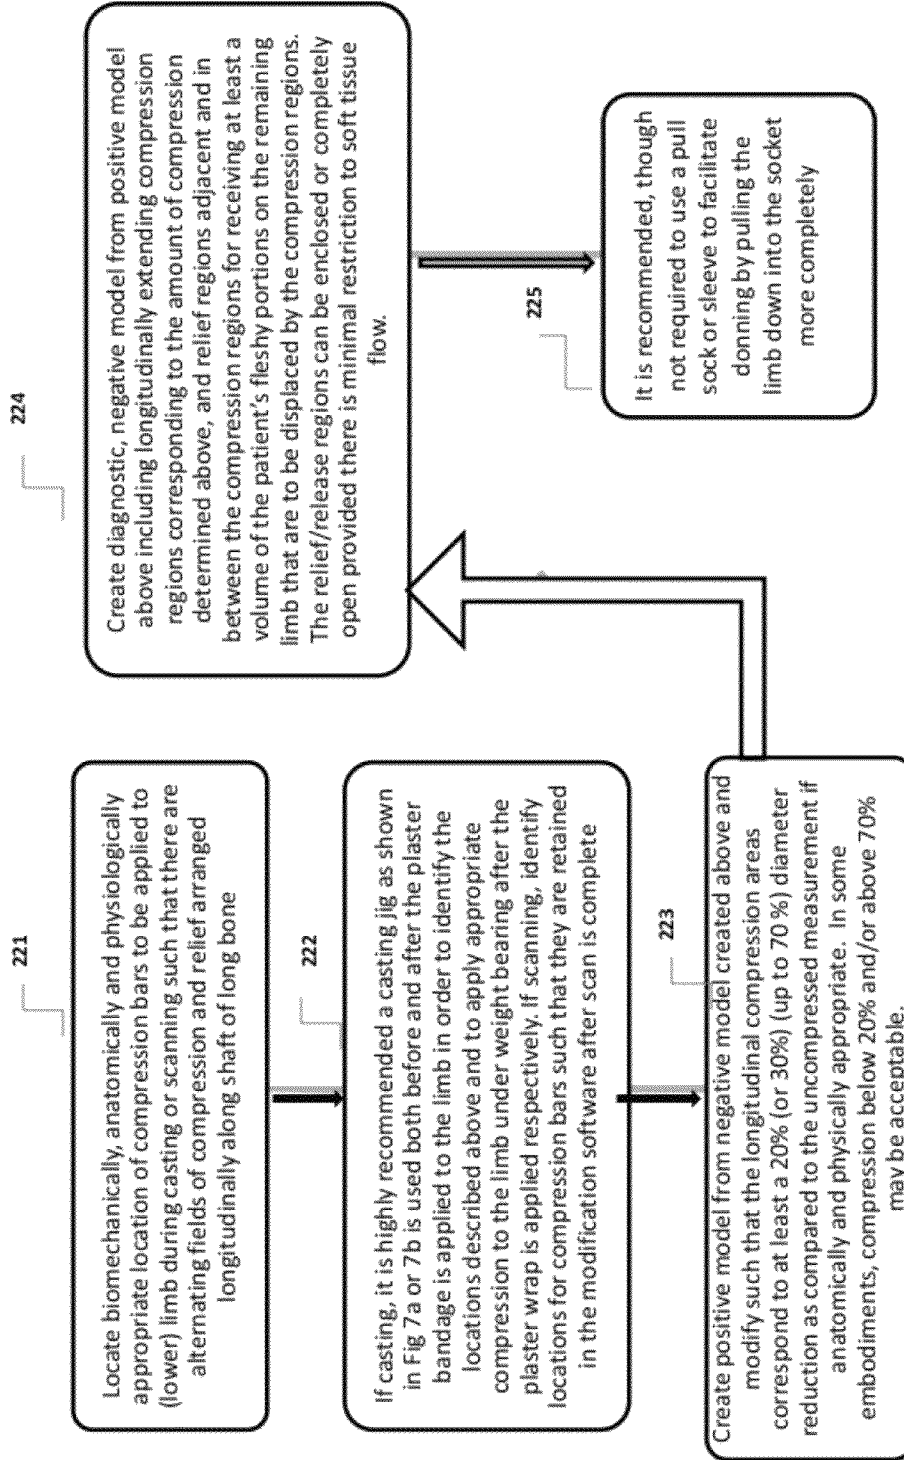 221
Locate biomechanically, anatomically and physiologically
appropriate location of compression bars to be applied to
(lower) limb during casting or scanning such that there are
alternating fields of compression and relief arranged
longitudinally along shaft of long bone
222
If casting, it is highly recommended a casting jig as shown
in Fig 7a or 7b is used both before and after the plaster
bandage is applied to the limb in order to identify the
locations described above and to apply appropriate
compression to the limb under weight bearing after the
plaster wrap is applied respectively. If scanning, identify
locations for compression bars such that they are retained
in the modification software after scan is complete
223
Create positive model from negative model created above and
modify such that the longitudinal compression areas
correspond to at least a 20% (or 30%) (up to 70 %) diameter
reduction as compared to the uncompressed measurement if
anatomically and physically appropriate. In some
embodiments, compression below 20% and/or above 70%
may be acceptable.
224
Create diagnostic, negative model from positive model
above including longitudinally extending compression
regions corresponding to the amount of compression
determined above, and relief regions adjacent and in
between the compression regions for receiving at least a
volume of the patient's fleshy portions on the remaining
limb that are to be displaced by the compression regions.
The relief/release regions can be enclosed or completely
open provided there is minimal restriction to soft tissue
flow.
225
It is recommended, though
not required to use a pull
sock or sleeve to facilitate
donning by pulling the
limb down into the socket
more completely